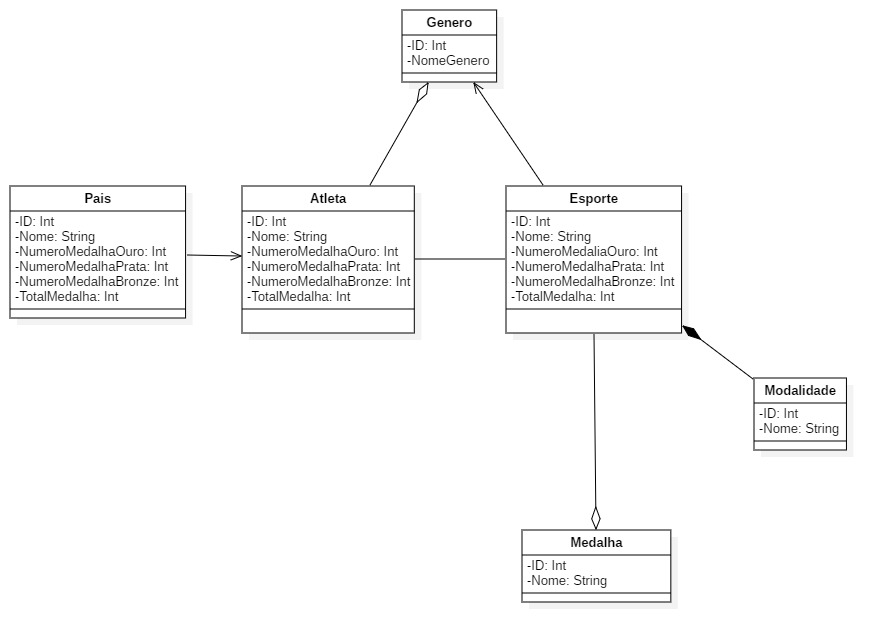 Genero
-ID: Int
-NomeGenero
Pais
-ID: Int
-Nome: String
-NumeroMedalhaOuro: Int
-NumeroMedalhaPrata: Int
-NumeroMedalhaBronze: Int
-TotalMedalha: Int
Atleta
-ID: Int
-Nome: String
-NumeroMedalhaOuro: Int
-NumeroMedalhaPrata: Int
-NumeroMedalhaBronze: Int
-TotalMedalha: Int
Esporte
-ID: Int
-Nome: String
-NumeroMedaliaOuro: Int
-NumeroMedalhaPrata: Int
-NumeroMedalhaBronze: Int
-TotalMedalha: Int
Modalidade
-ID: Int
-Nome: String
Medalha
-ID: Int
-Nome: String